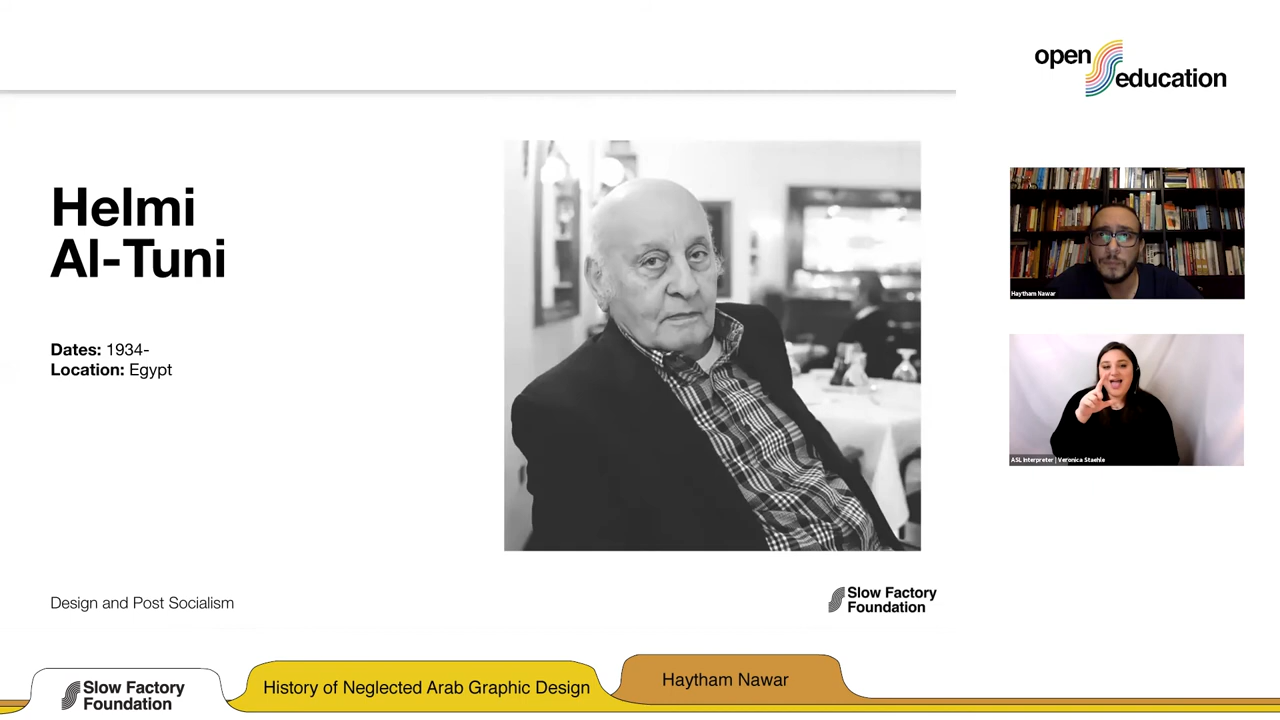 open
education
Helmi
Al-Tuni
Dates: 1934-
Location: Egypt
Haytham Nawar
ASL Interpreter | Veronica Staehle
Design and Post Socialism
Slow Factory
Foundation
Slow Factory
Foundation
History of Neglected Arab Graphic Design
Haytham Nawar